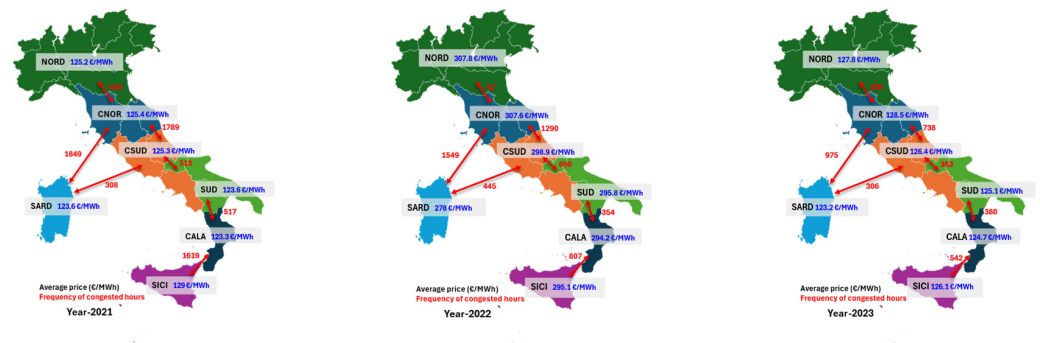 NORD 125.2 €/MWh
CNOR 125.4 €/MWh
1789
CSUD 125.3 €/MWh
1849
308
SUD 123.6 €/MWh
SARD 123.6 €/MWh
517
CALA 123.3 €/MWh
1619
SICI 129 €/MWh
Average price (€/MWh)
Frequency of congested hours
Year-2021
NORD 307.8 €/MWh
CNOR 307.6 €/MWh
1290
CSUD 298.9 €/MWh
1549
445
SUD 295.8 €/MWh
SARD 278 €/MWh
354
CALA 294.2 €/MWh
807
SICI 295.1 €/MWh
Average price (€/MWh)
Frequency of congested hours
Year-2022
NORD 127.8 €/MWh
CNOR 128.5 €/MWh
738
CSUD 126.4 €/MWh
975
306
SUD 125.1 €/MWh
SARD 123.2 €/MWh
380
CALA 124.7 €/MWh
542
SICI 126.1 €/MWh
Average price (€/MWh)
Frequency of congested hours
Year-2023